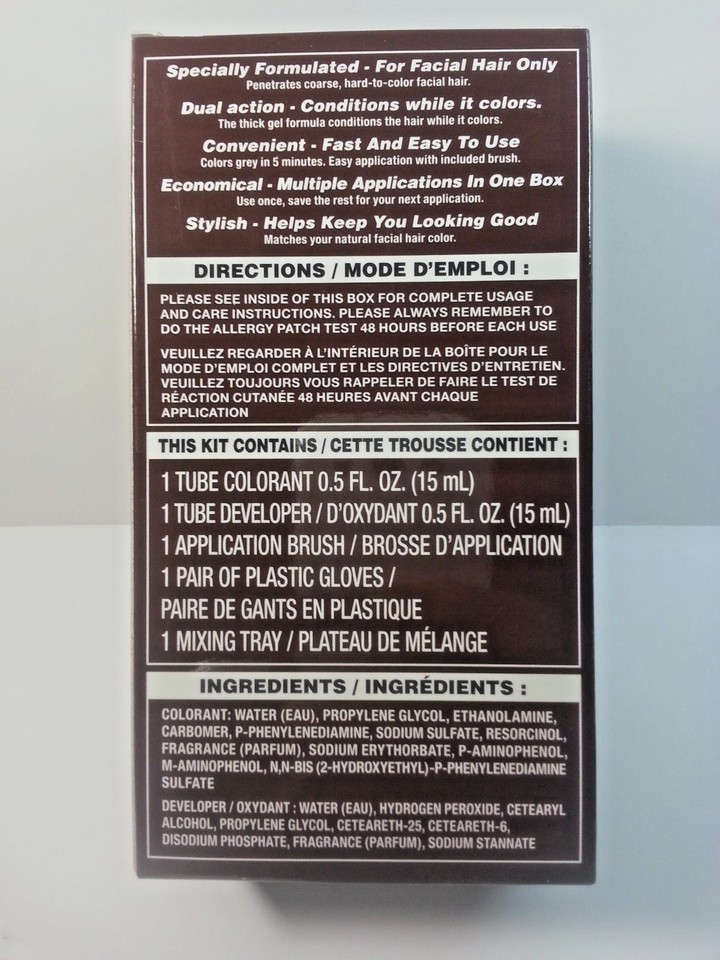 Specially Formulated - For Facial Hair Only
Penetrates coarse, hard-to-color facial hair.
Dual action - Conditions while it colors.
The thick gel formula conditions the hair while it colors.
Convenient - Fast And Easy To Use
Colors grey in 5 minutes. Easy application with included brush.
Economical - Multiple Applications In One Box
Use once, save the rest for your next application.
Stylish - Helps Keep You Looking Good
Matches your natural facial hair color.
DIRECTIONS / MODE D'EMPLOI :
PLEASE SEE INSIDE OF THIS BOX FOR COMPLETE USAGE
AND CARE INSTRUCTIONS. PLEASE ALWAYS REMEMBER TO
DO THE ALLERGY PATCH TEST 48 HOURS BEFORE EACH USE
VEUILLEZ REGARDER À L'INTÉRIEUR DE LA BOÎTE POUR LE
MODE D'EMPLOI COMPLET ET LES DIRECTIVES D'ENTRETIEN.
VEUILLEZ TOUJOURS VOUS RAPPELER DE FAIRE LE TEST DE
RÉACTION CUTANÉE 48 HEURES AVANT CHAQUE
APPLICATION
THIS KIT CONTAINS / CETTE TROUSSE CONTIENT :
1 TUBE COLORANT 0.5 FL. OZ. (15 mL)
1 TUBE DEVELOPER / D'OXYDANT 0.5 FL. OZ. (15 mL)
1 APPLICATION BRUSH / BROSSE D'APPLICATION
1 PAIR OF PLASTIC GLOVES /
PAIRE DE GANTS EN PLASTIQUE
1 MIXING TRAY / PLATEAU DE MÉLANGE
INGREDIENTS / INGRÉDIENTS :
COLORANT: WATER (EAU), PROPYLENE GLYCOL, ETHANOLAMINE,
CARBOMER, P-PHENYLENEDIAMINE, SODIUM SULFATE, RESORCINOL,
FRAGRANCE (PARFUM), SODIUM ERYTHORBATE, P-AMINOPHENOL,
M-AMINOPHENOL, N,N-BIS (2-HYDROXYETHYL)-P-PHENYLENEDIAMINE
SULFATE
DEVELOPER / OXYDANT : WATER (EAU), HYDROGEN PEROXIDE, CETEARYL
ALCOHOL, PROPYLENE GLYCOL, CETEARETH-25, CETEARETH-6,
DISODIUM PHOSPHATE, FRAGRANCE (PARFUM), SODIUM STANNATE